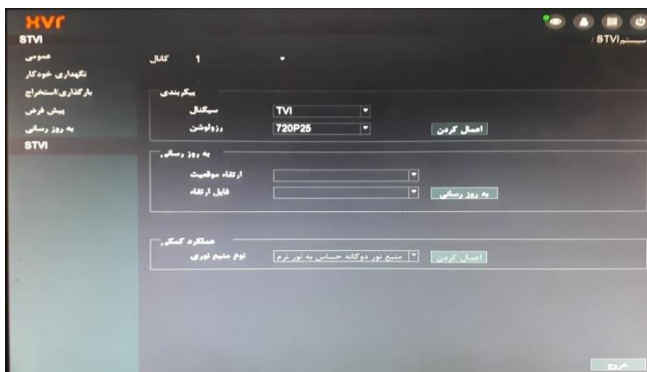 XVR
STVI
سیستم / STVI
عمومی
نگهداری خودکار
بارگذاری/استخراج
پیش فرض
به روز رسانی
STVI
کانال 1
پیکربندی
سیگنال TVI
رزولوشن 720P25 اعمال کردن
به روز رسانی
ارتقاء موقعیت
فایل ارتقاء به روز رسانی
عملکرد کمکی
نوع منبع نوری منبع نور دوگانه حساس به نور نرم اعمال کردن
خروج